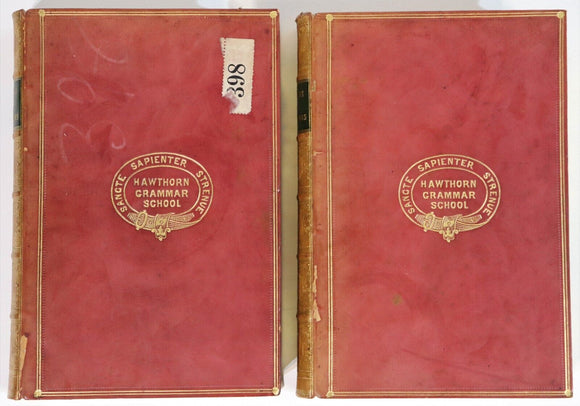 398
SANCTE SAPIENTER STRENUE
HAWTHORN
GRAMMAR
SCHOOL
SANCTE SAPIENTER STRENUE
HAWTHORN
GRAMMAR
SCHOOL